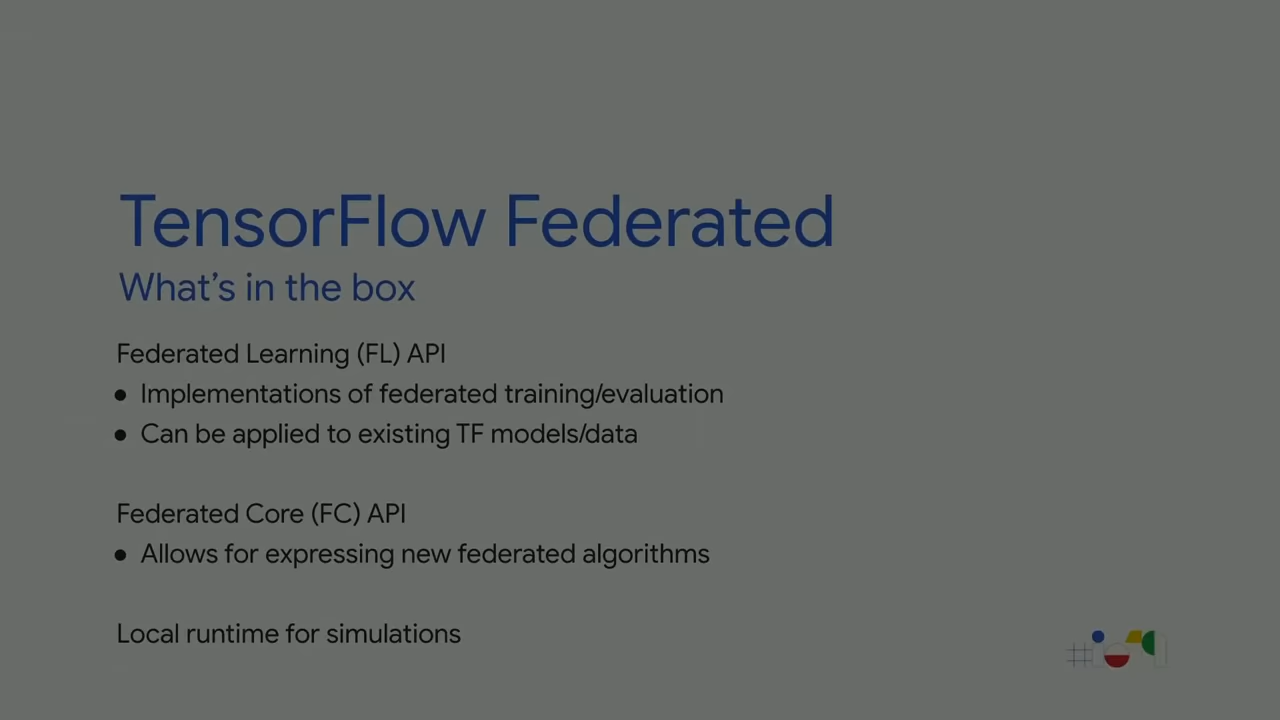 TensorFlow Federated
What's in the box
Federated Learning (FL) API
● Implementations of federated training/evaluation
● Can be applied to existing TF models/data
Federated Core (FC) API
● Allows for expressing new federated algorithms
Local runtime for simulations
#io19